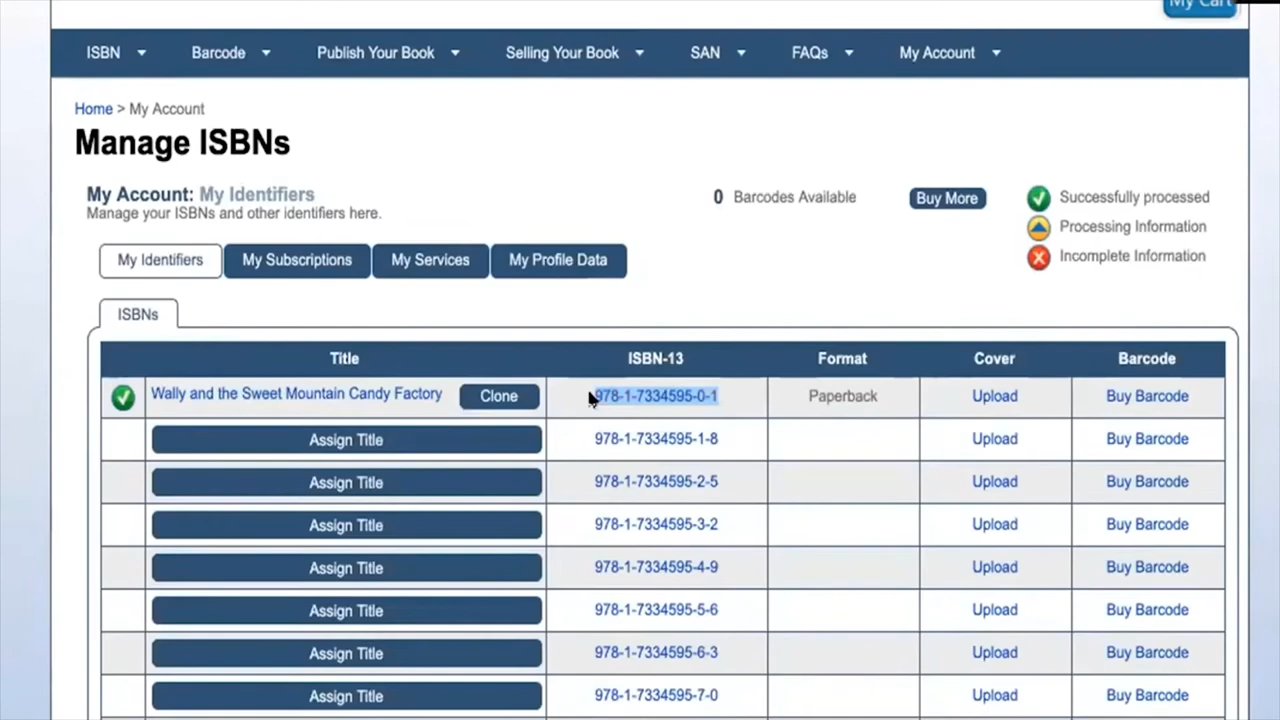 My Cart
ISBN Barcode Publish Your Book Selling Your Book SAN FAQs My Account
Home > My Account
Manage ISBNs
My Account: My Identifiers
Manage your ISBNs and other identifiers here.
0 Barcodes Available Buy More
Successfully processed
Processing Information
Incomplete Information
My Identifiers My Subscriptions My Services My Profile Data
ISBNs
Title ISBN-13 Format Cover Barcode
Wally and the Sweet Mountain Candy Factory Clone 978-1-7334595-0-1 Paperback Upload Buy Barcode
Assign Title 978-1-7334595-1-8 Upload Buy Barcode
Assign Title 978-1-7334595-2-5 Upload Buy Barcode
Assign Title 978-1-7334595-3-2 Upload Buy Barcode
Assign Title 978-1-7334595-4-9 Upload Buy Barcode
Assign Title 978-1-7334595-5-6 Upload Buy Barcode
Assign Title 978-1-7334595-6-3 Upload Buy Barcode
Assign Title 978-1-7334595-7-0 Upload Buy Barcode